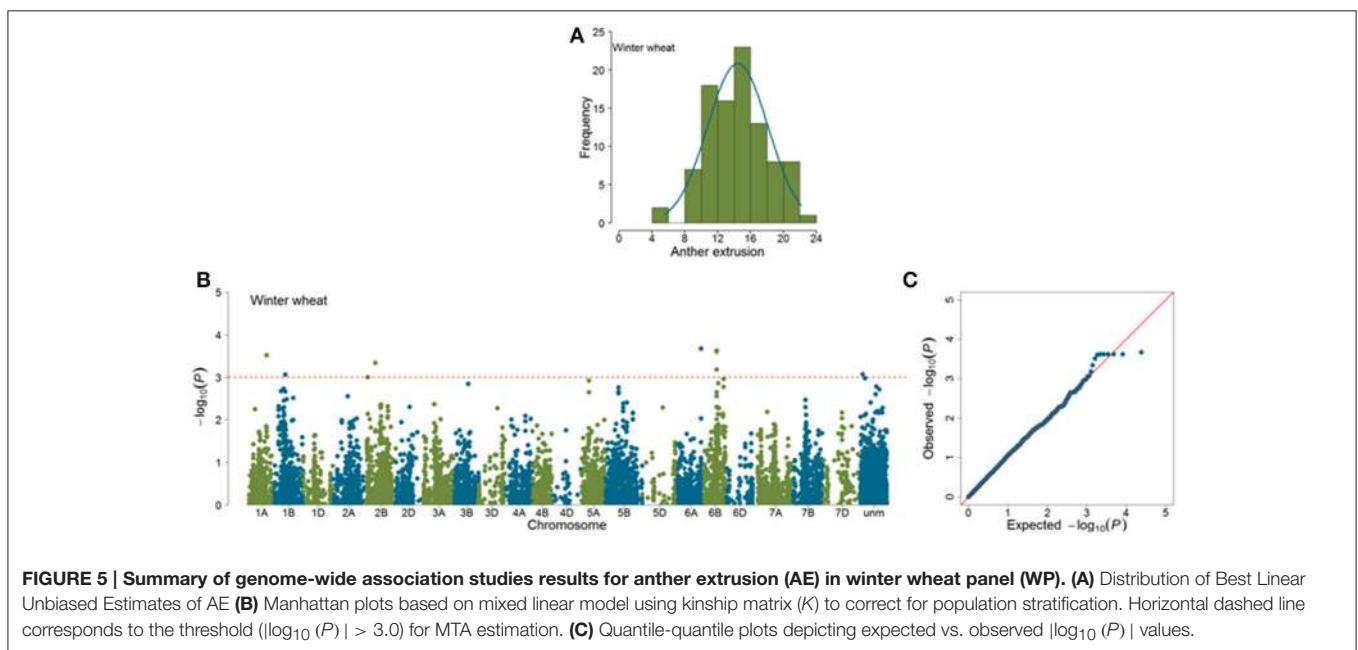 A
Winter wheat
25
20
15
10
5
0
Frequency
0 4 8 12 16 20 24
Anther extrusion
B
Winter wheat
5
4
3
2
1
0
−log10(P)
1A 1B 1D 2A 2B 2D 3A 3B 3D 4A 4B 4D 5A 5B 5D 6A 6B 6D 7A 7B 7D unm
Chromosome
C
5
4
3
2
1
0
Observed −log10(P)
0 1 2 3 4 5
Expected −log10(P)
FIGURE 5 | Summary of genome-wide association studies results for anther extrusion (AE) in winter wheat panel (WP). (A) Distribution of Best Linear
Unbiased Estimates of AE (B) Manhattan plots based on mixed linear model using kinship matrix (K) to correct for population stratification. Horizontal dashed line
corresponds to the threshold (|log10 (P) | > 3.0) for MTA estimation. (C) Quantile-quantile plots depicting expected vs. observed |log10 (P) | values.